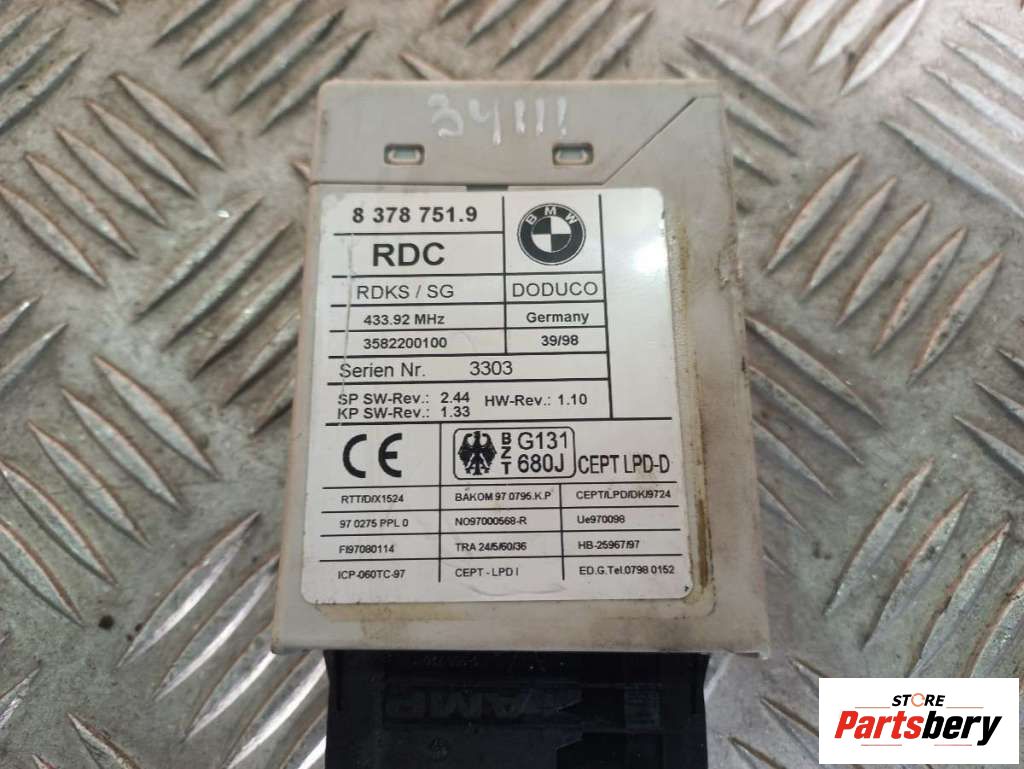 34111
8 378 751.9
BMW
RDC
RDKS / SG
DODUCO
433.92 MHz
Germany
3582200100
39/98
Serien Nr. 3303
SP SW-Rev.: 2.44 HW-Rev.: 1.10
KP SW-Rev.: 1.33
CE
BZT G131 680J
CEPT LPD-D
RTT/D/X1524
BAKOM 97 0795.K.P
CEPT/LPD/DK/9724
97 0275 PPL 0
NO97000568-R
Ue970098
FI97080114
TRA 24/5/60/36
HB-25967/97
ICP-060TC-97
CEPT - LPD I
ED.G.Tel.0798 0152
AMP
STORE
Partsbery